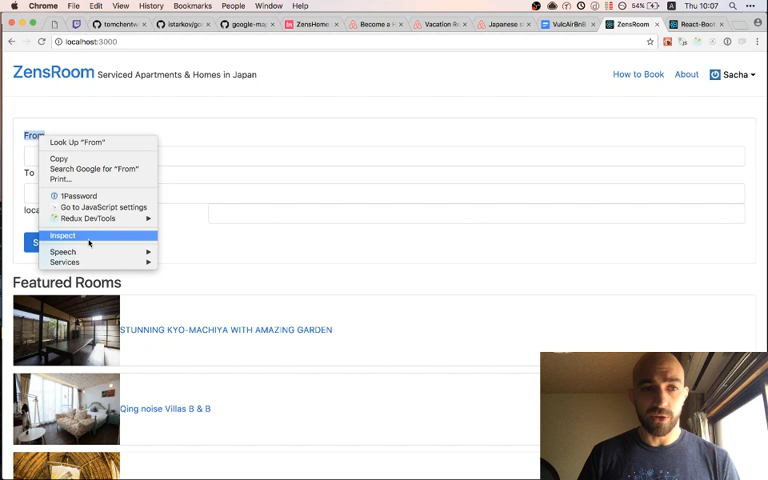 Chrome File Edit View History Bookmarks People Window Help 54% Thu 10:07
tomchentw istarkov/goo google-ma ZensHome Become a H Vacation Re Japanese s VulcAirBnB ZensRoom React-Boot Sacha
localhost:3000
ZensRoom Serviced Apartments & Homes in Japan How to Book About Sacha
From
Look Up “From”
Copy
Search Google for “From”
Print...
To
1Password
Go to JavaScript settings
loca
Redux DevTools
Inspect
S
Speech
Services
Featured Rooms
STUNNING KYO-MACHIYA WITH AMAZING GARDEN
Qing noise Villas B & B